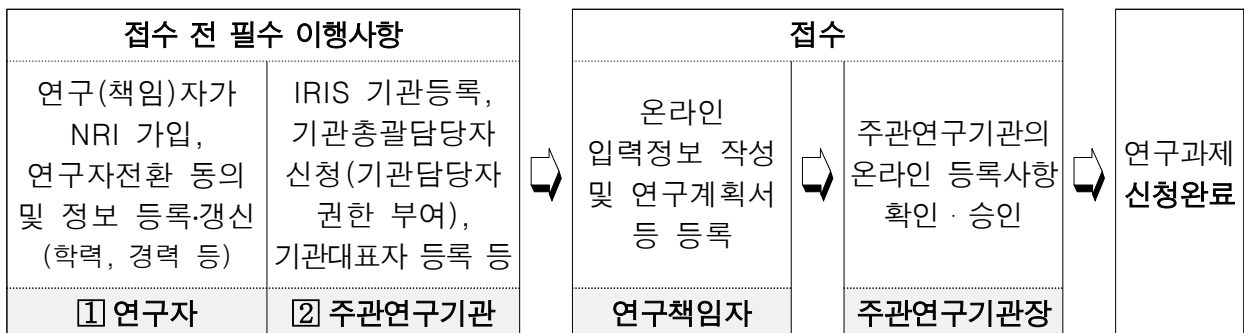 접수 전 필수 이행사항
연구(책임)자가
NRI 가입,
연구자전환 동의
및 정보 등록·갱신
(학력, 경력 등)
1 연구자
IRIS 기관등록,
기관총괄담당자
신청(기관담당자
권한 부여),
기관대표자 등록 등
2 주관연구기관
접수
온라인
입력정보 작성
및 연구계획서
등 등록
연구책임자
주관연구기관의
온라인 등록사항
확인 · 승인
주관연구기관장
연구과제
신청완료